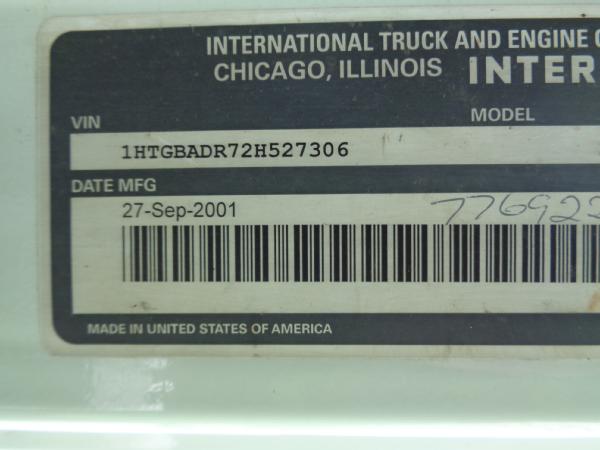 INTERNATIONAL TRUCK AND ENGINE
CHICAGO, ILLINOIS INTER
VIN MODEL
1HTGBADR72H527306
DATE MFG
27-Sep-2001 776922
MADE IN UNITED STATES OF AMERICA